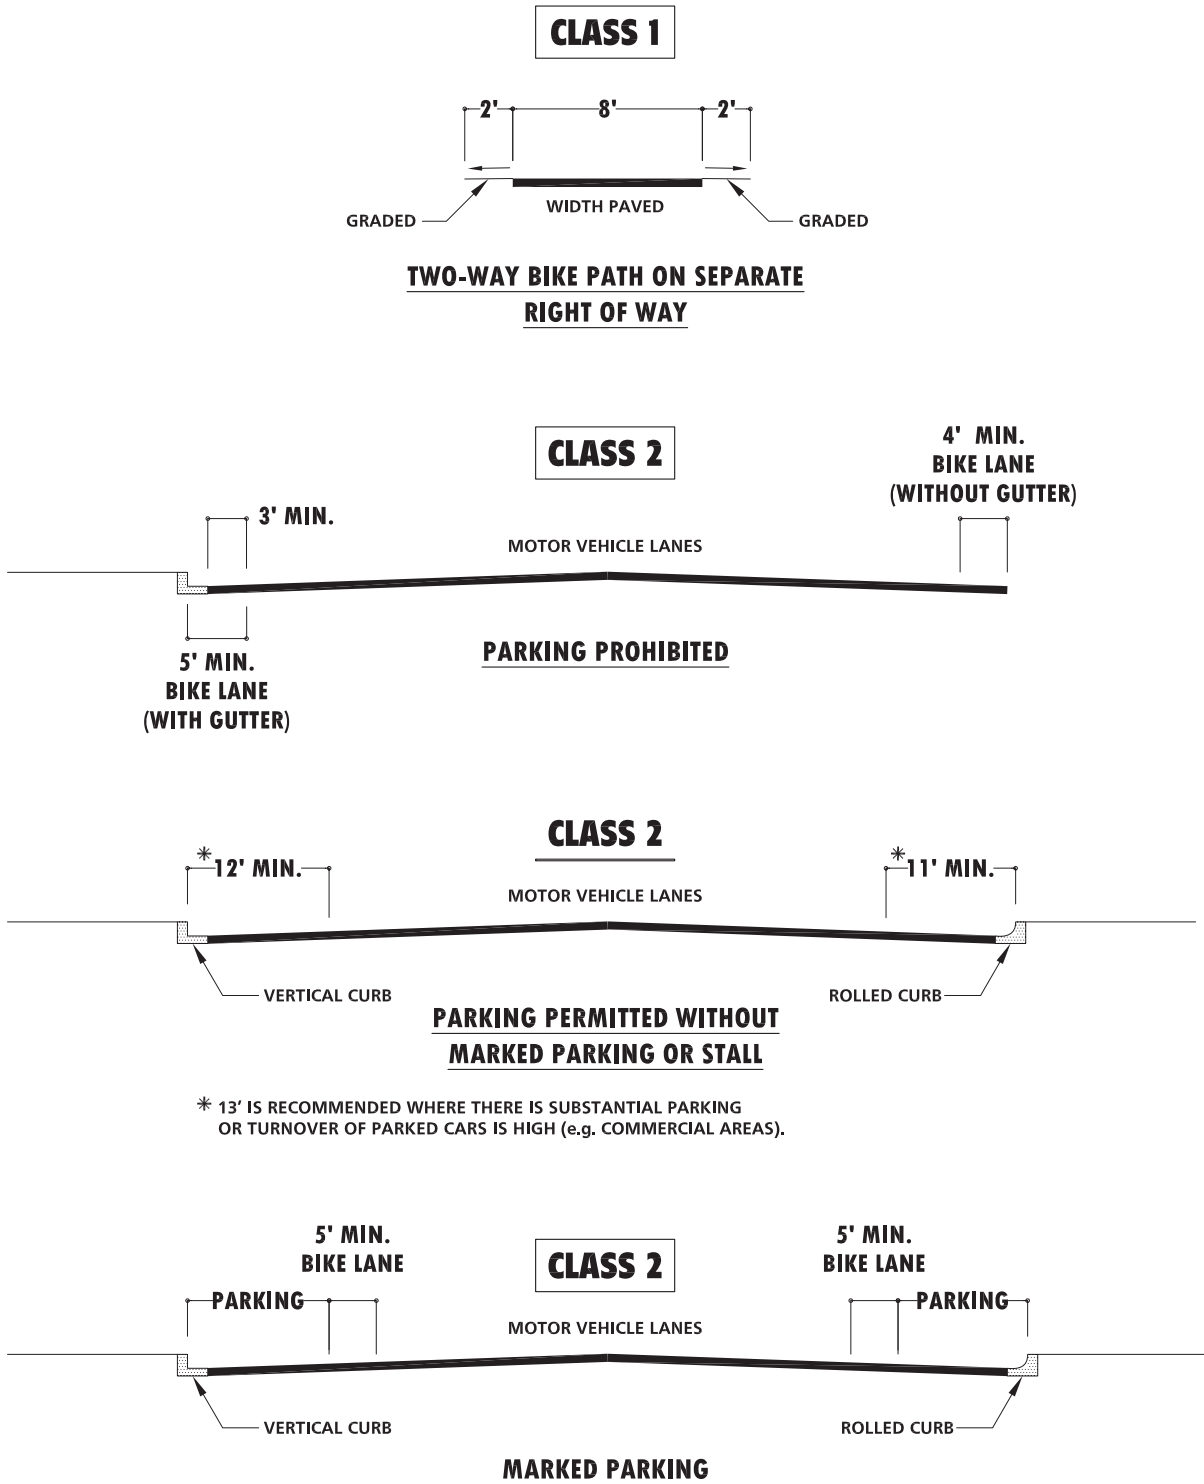 CLASS 1
2' 8' 2'
GRADED WIDTH PAVED GRADED
TWO-WAY BIKE PATH ON SEPARATE
RIGHT OF WAY
CLASS 2
4' MIN.
BIKE LANE
(WITHOUT GUTTER)
3' MIN.
MOTOR VEHICLE LANES
PARKING PROHIBITED
5' MIN.
BIKE LANE
(WITH GUTTER)
CLASS 2
*12' MIN. *11' MIN.
MOTOR VEHICLE LANES
VERTICAL CURB ROLLED CURB
PARKING PERMITTED WITHOUT
MARKED PARKING OR STALL
* 13' IS RECOMMENDED WHERE THERE IS SUBSTANTIAL PARKING
OR TURNOVER OF PARKED CARS IS HIGH (e.g. COMMERCIAL AREAS).
5' MIN.
BIKE LANE
CLASS 2
5' MIN.
BIKE LANE
PARKING PARKING
MOTOR VEHICLE LANES
VERTICAL CURB ROLLED CURB
MARKED PARKING